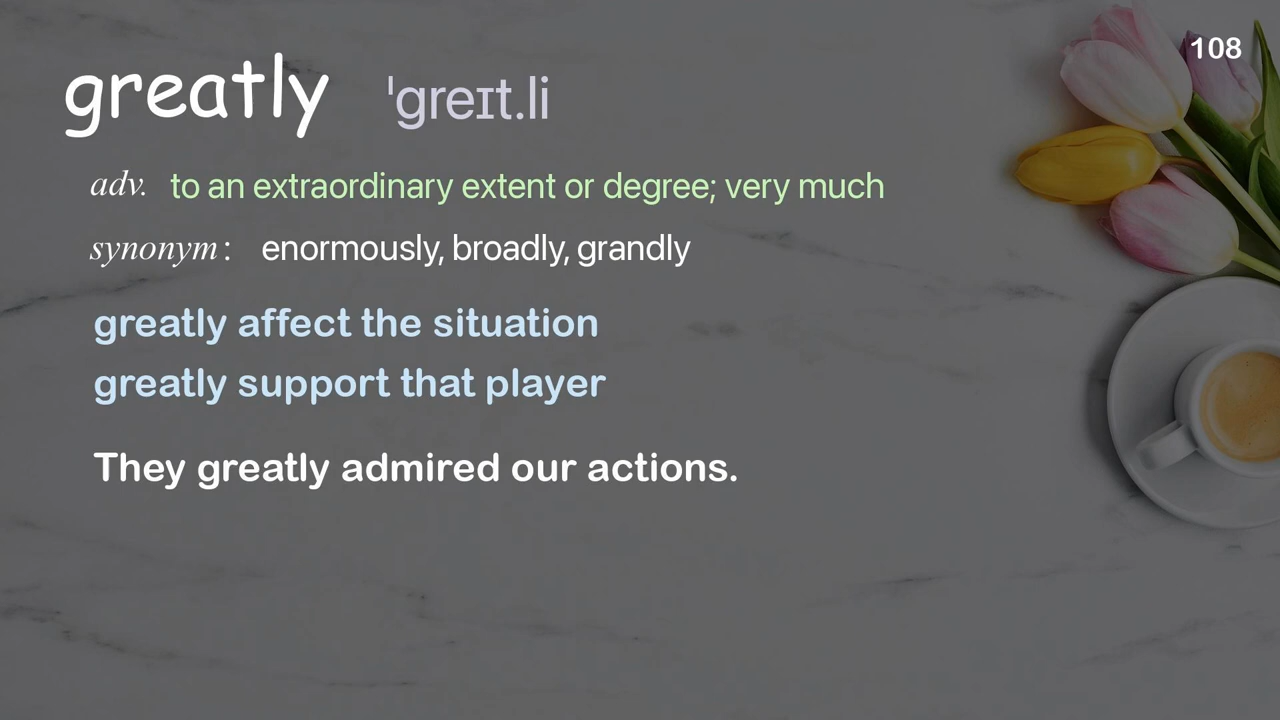 108
greatly ˈgreɪt.li
adv. to an extraordinary extent or degree; very much
synonym: enormously, broadly, grandly
greatly affect the situation
greatly support that player
They greatly admired our actions.